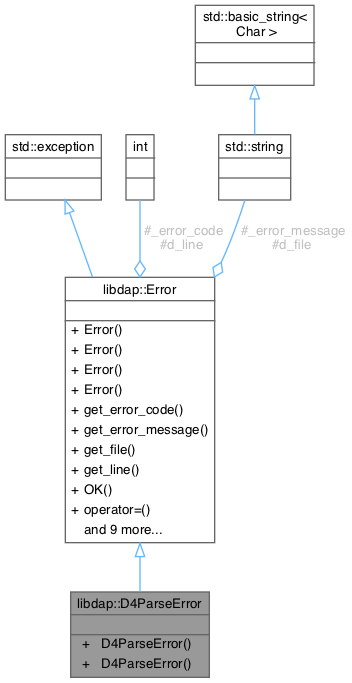 std::basic_string<
Char >
std::exception
int
std::string
#_error_code
#d_line
#_error_message
#d_file
libdap::Error
+ Error()
+ Error()
+ Error()
+ Error()
+ get_error_code()
+ get_error_message()
+ get_file()
+ get_line()
+ OK()
+ operator=()
and 9 more...
libdap::D4ParseError
+ D4ParseError()
+ D4ParseError()